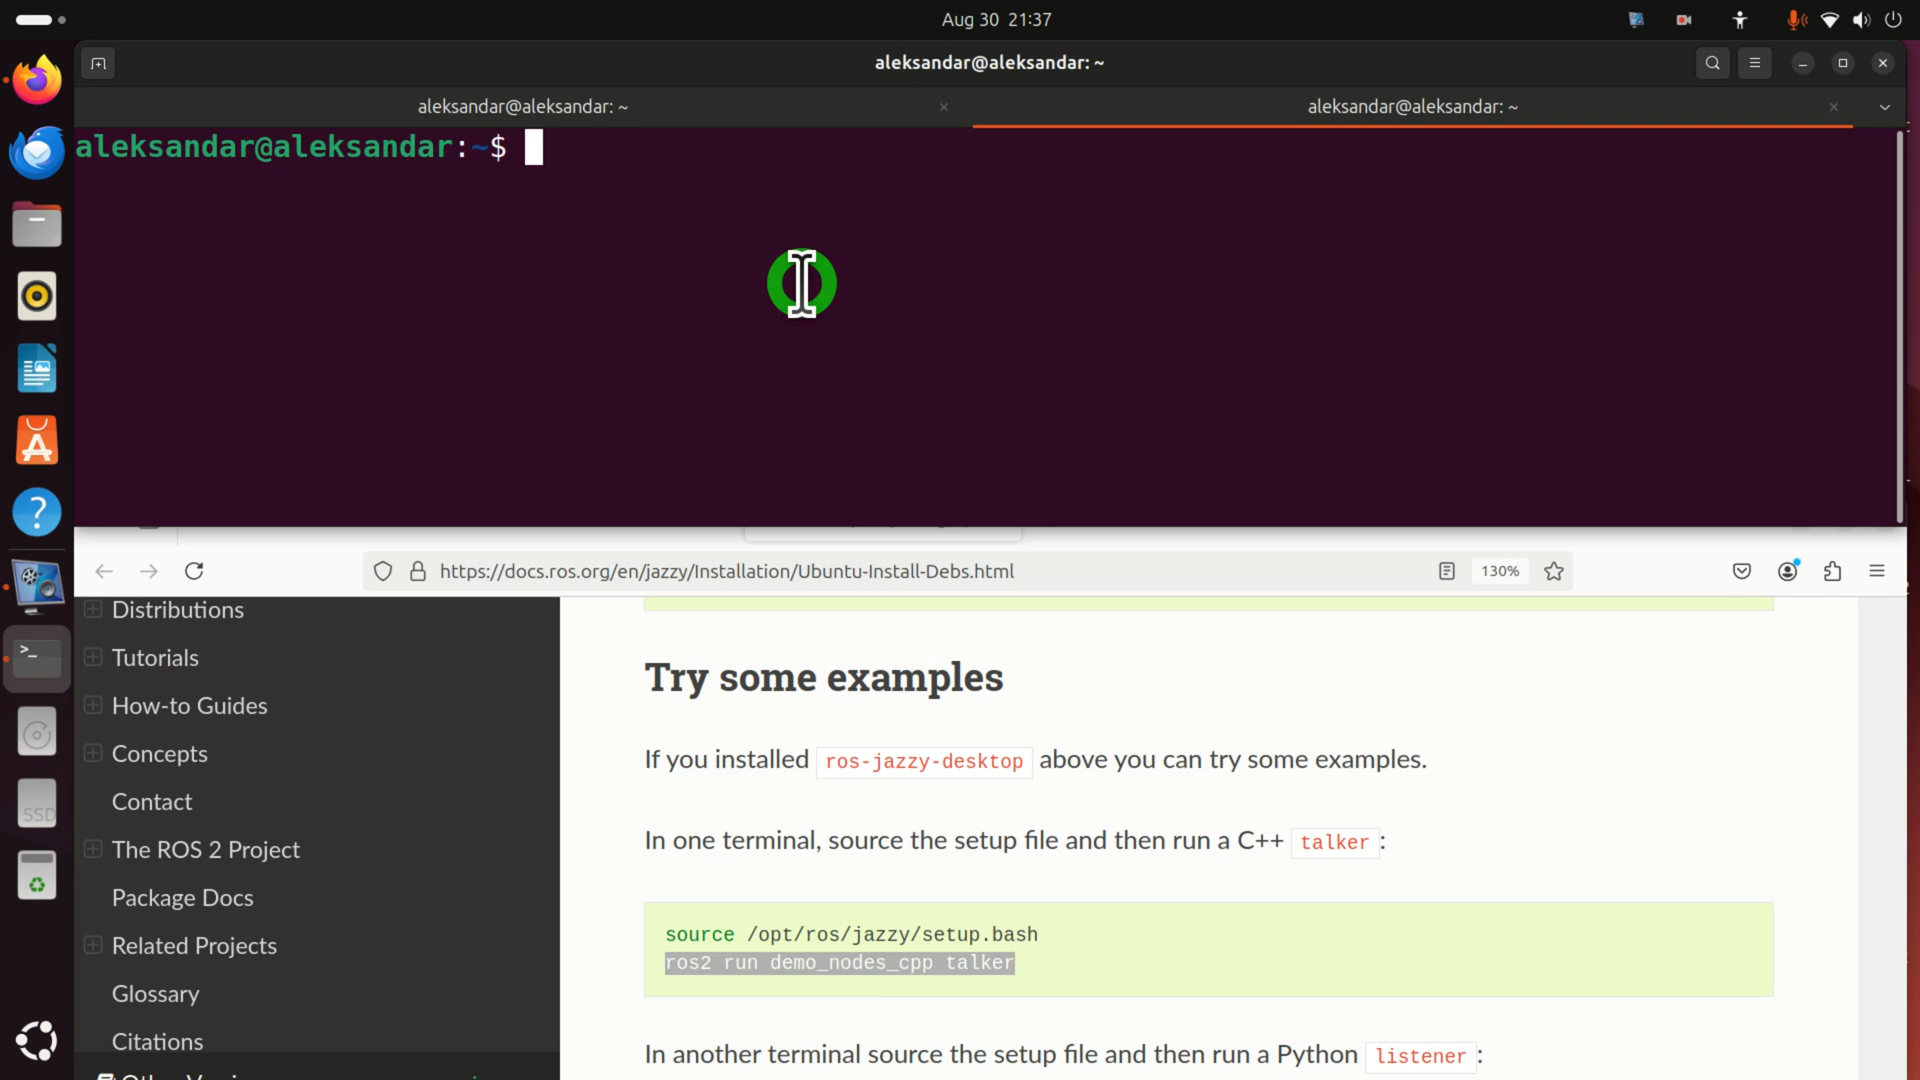 Aug 30 21:37
aleksandar@aleksandar: ~
aleksandar@aleksandar: ~
aleksandar@aleksandar: ~
aleksandar@aleksandar:~$
https://docs.ros.org/en/jazzy/Installation/Ubuntu-Install-Debs.html
130%
Distributions
Tutorials
How-to Guides
Concepts
Contact
The ROS 2 Project
Package Docs
Related Projects
Glossary
Citations
Try some examples
If you installed ros-jazzy-desktop above you can try some examples.
In one terminal, source the setup file and then run a C++ talker:
source /opt/ros/jazzy/setup.bash
ros2 run demo_nodes_cpp talker
In another terminal source the setup file and then run a Python listener:
SSD